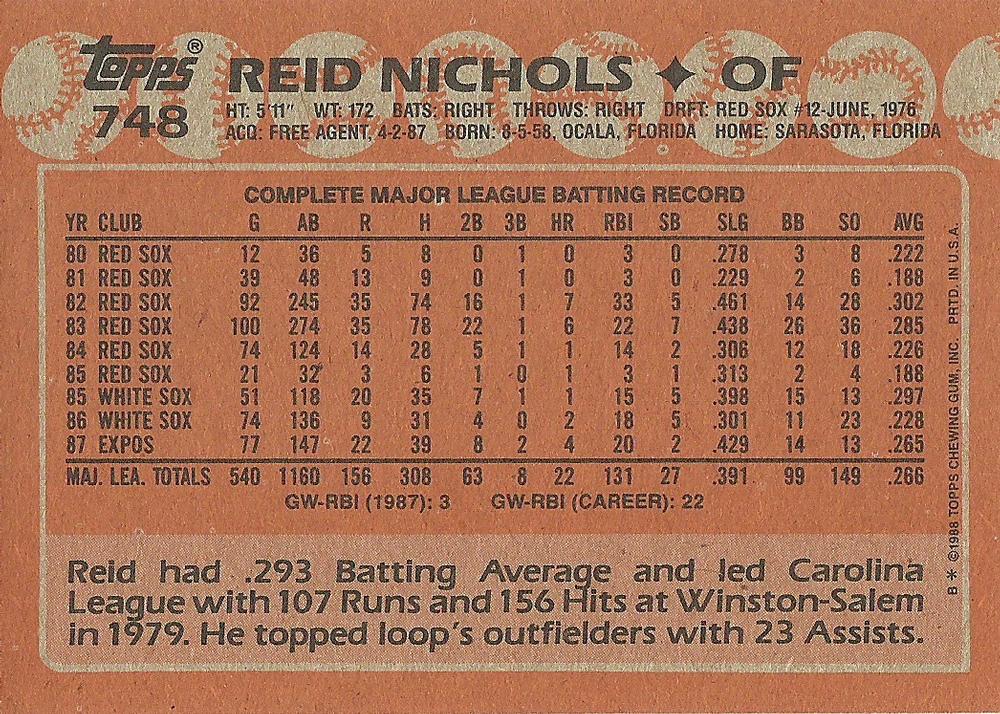 Topps® REID NICHOLS ✦ OF
748 HT: 5'11" WT: 172 BATS: RIGHT THROWS: RIGHT DRFT: RED SOX #12-JUNE, 1976
ACQ: FREE AGENT, 4-2-87 BORN: 8-5-58, OCALA, FLORIDA HOME: SARASOTA, FLORIDA
COMPLETE MAJOR LEAGUE BATTING RECORD
YR CLUB G AB R H 2B 3B HR RBI SB SLG BB SO AVG
80 RED SOX 12 36 5 8 0 1 0 3 0 .278 3 8 .222
81 RED SOX 39 48 13 9 0 1 0 3 0 .229 2 6 .188
82 RED SOX 92 245 35 74 16 1 7 33 5 .461 14 28 .302
83 RED SOX 100 274 35 78 22 1 6 22 7 .438 26 36 .285
84 RED SOX 74 124 14 28 5 1 1 14 2 .306 12 18 .226
85 RED SOX 21 32 3 6 1 0 1 3 1 .313 2 4 .188
85 WHITE SOX 51 118 20 35 7 1 1 15 5 .398 15 13 .297
86 WHITE SOX 74 136 9 31 4 0 2 18 5 .301 11 23 .228
87 EXPOS 77 147 22 39 8 2 4 20 2 .429 14 13 .265
MAJ. LEA. TOTALS 540 1160 156 308 63 8 22 131 27 .391 99 149 .266
GW-RBI (1987): 3 GW-RBI (CAREER): 22
Reid had .293 Batting Average and led Carolina
League with 107 Runs and 156 Hits at Winston-Salem
in 1979. He topped loop's outfielders with 23 Assists.
B * ©1988 TOPPS CHEWING GUM, INC. PRTD. IN U.S.A.